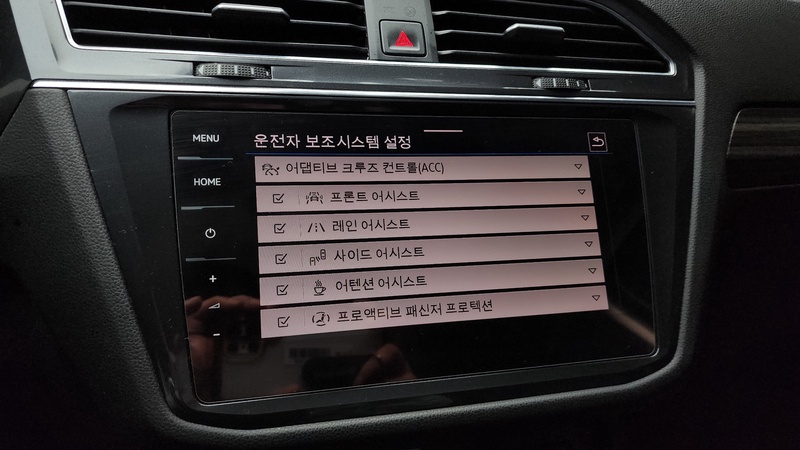 MENU
운전자 보조시스템 설정
어댑티브 크루즈 컨트롤(ACC)
HOME
프론트 어시스트
레인 어시스트
사이드 어시스트
+
어텐션 어시스트
프로액티브 패신저 프로텍션
-